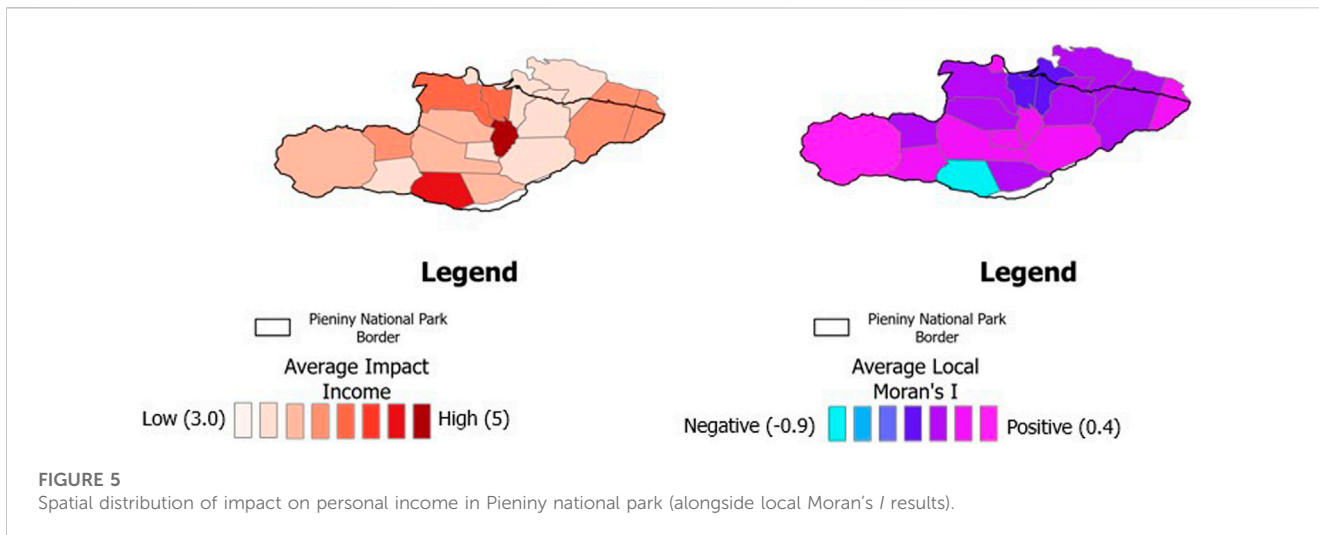 Legend
Pieniny National Park
Border
Average Impact
Income
Low (3.0)
High (5)
Legend
Pieniny National Park
Border
Average Local
Moran's I
Negative (-0.9)
Positive (0.4)
FIGURE 5
Spatial distribution of impact on personal income in Pieniny national park (alongside local Moran's I results).